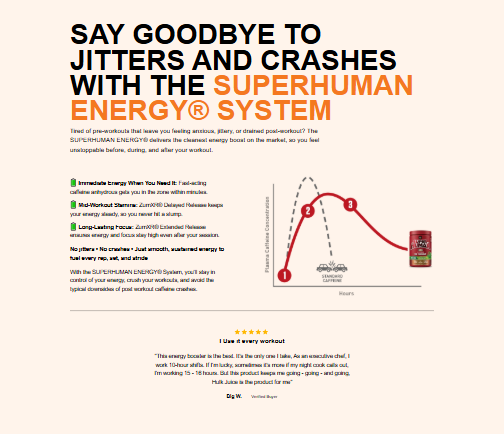 SAY GOODBYE TO
JITTERS AND CRASHES
WITH THE SUPERHUMAN
ENERGY® SYSTEM
Tired of pre-workouts that leave you feeling anxious, jittery, or drained post-workout? The
SUPERHUMAN ENERGY® delivers the cleanest energy boost on the market, so you feel
unstoppable before, during, and after your workout.
Immediate Energy When You Need It: Fast-acting
caffeine anhydrous gets you in the zone within minutes.
Mid-Workout Stamina: ZumXR® Delayed Release keeps
your energy steady, so you never hit a slump.
Long-Lasting Focus: ZumXR® Extended Release
ensures energy and focus stay high even after your session.
No jitters • No crashes • Just smooth, sustained energy to
fuel every rep, set, and stride
With the SUPERHUMAN ENERGY® System, you'll stay in
control of your energy, crush your workouts, and avoid the
typical downsides of post workout caffeine crashes.
Plasma Caffeine Concentration
1
2
3
STANDARD
CAFFEINE
Hours
★★★★★
I Use it every workout
"This energy booster is the best. It's the only one I take, As an executive chef, I
work 10-hour shifts. If I'm lucky, sometimes it's more if my night cook calls out,
I'm working 15 - 16 hours. But this product keeps me going - going - and going,
Hulk Juice is the product for me"
Big W. Verified Buyer